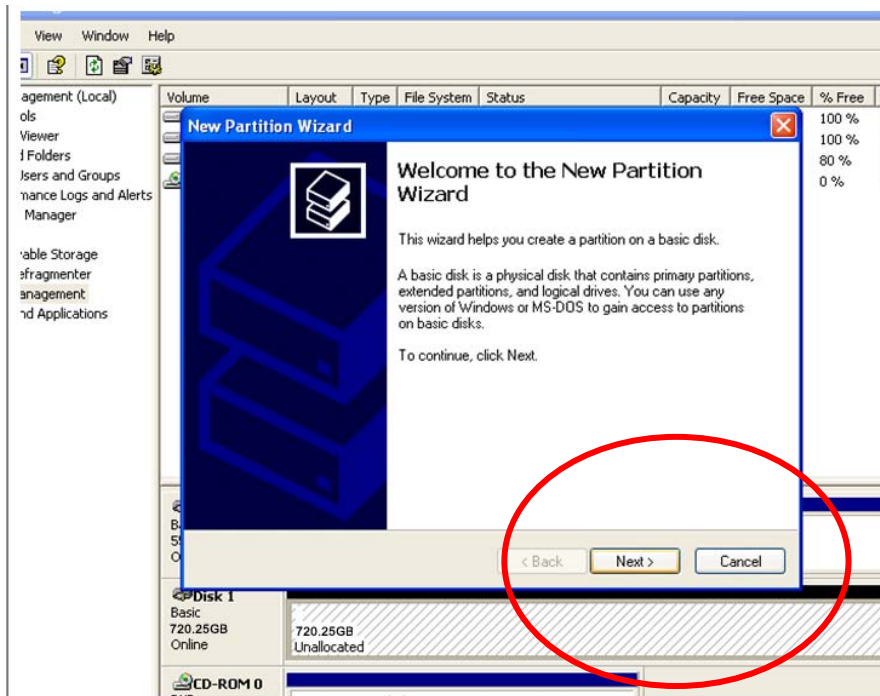 View Window Help
agement (Local)
ols
Viewer
Folders
Users and Groups
mance Logs and Alerts
Manager
able Storage
efragmenter
anagement
nd Applications
Volume Layout Type File System Status Capacity Free Space % Free
100 %
100 %
80 %
0 %
New Partition Wizard
Welcome to the New Partition
Wizard
This wizard helps you create a partition on a basic disk.
A basic disk is a physical disk that contains primary partitions,
extended partitions, and logical drives. You can use any
version of Windows or MS-DOS to gain access to partitions
on basic disks.
To continue, click Next.
< Back Next > Cancel
Disk 1
Basic
720.25GB
Online
720.25GB
Unallocated
CD-ROM 0